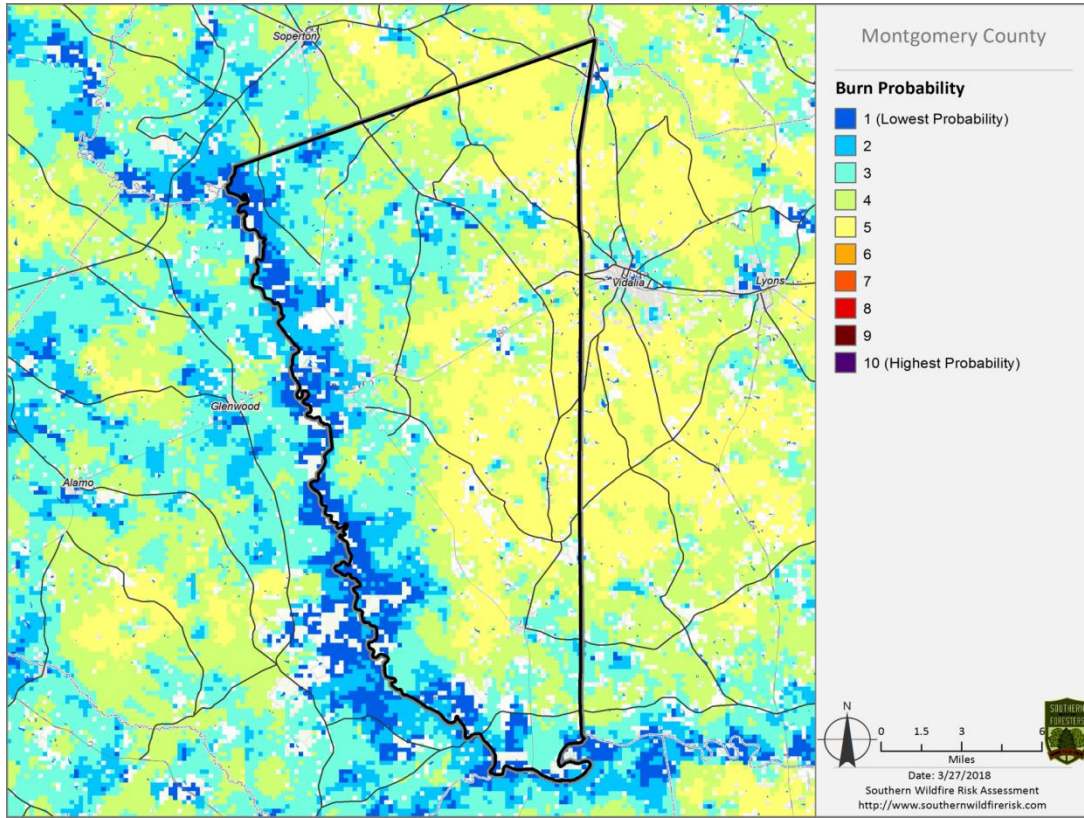 Soperton
Vidalia
Lyons
Glenwood
Alamo
Montgomery County
Burn Probability
1 (Lowest Probability)
2
3
4
5
6
7
8
9
10 (Highest Probability)
N
0 1.5 3 6
Miles
Date: 3/27/2018
Southern Wildfire Risk Assessment
http://www.southernwildfirerisk.com
SOUTHERN
FORESTERS